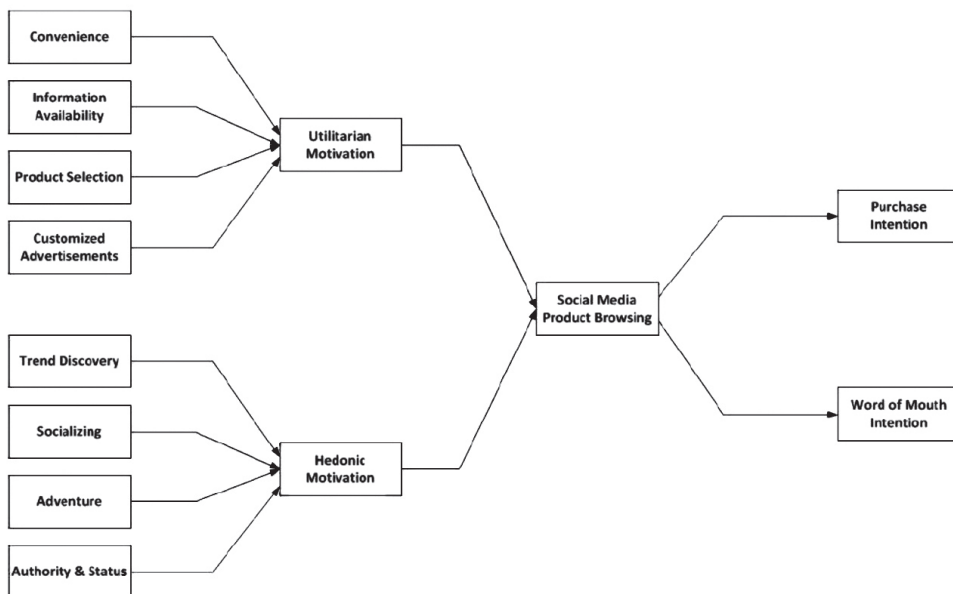 Convenience
Information
Availability
Product Selection
Customized
Advertisements
Utilitarian
Motivation
Trend Discovery
Socializing
Adventure
Authority & Status
Hedonic
Motivation
Social Media
Product Browsing
Purchase
Intention
Word of Mouth
Intention